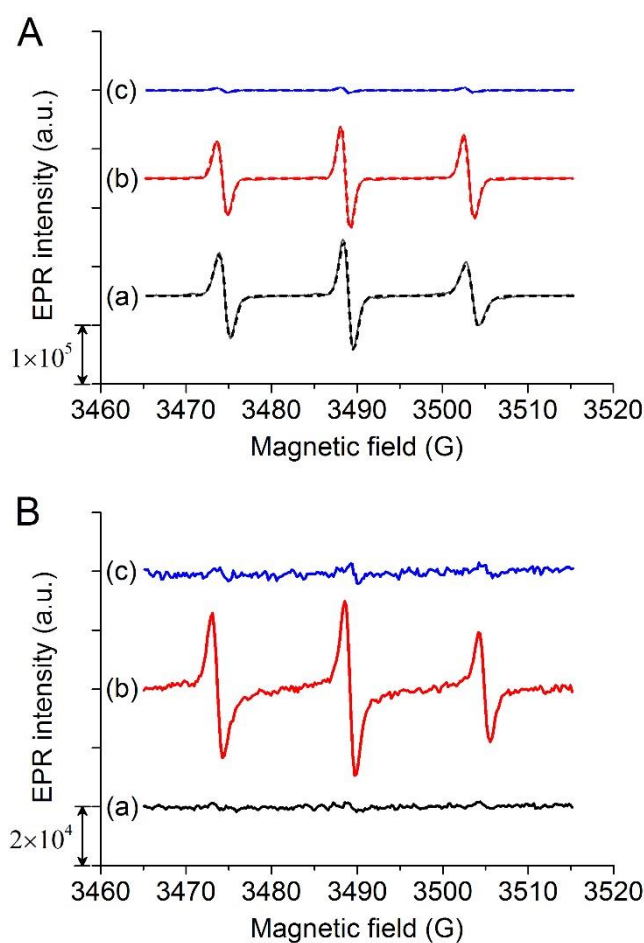 A
EPR intensity (a.u.)
(c)
(b)
(a)
1×10⁵
3460 3470 3480 3490 3500 3510 3520
Magnetic field (G)
B
EPR intensity (a.u.)
(c)
(b)
(a)
2×10⁴
3460 3470 3480 3490 3500 3510 3520
Magnetic field (G)